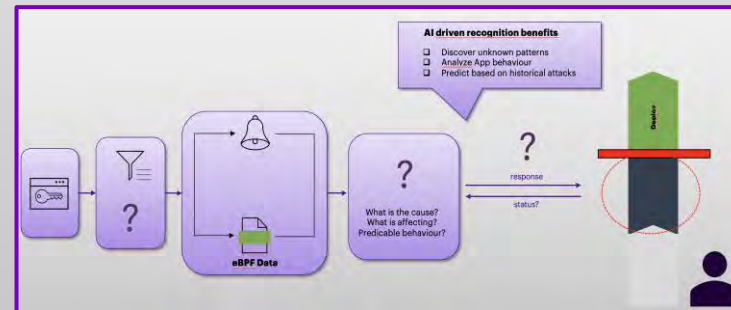 AI driven recognition benefits
Discover unknown patterns
Analyze App behaviour
Predict based on historical attacks
Deploy
?
?
?
What is the cause?
What is affecting?
Predicable behaviour?
response
status?
eBPF Data